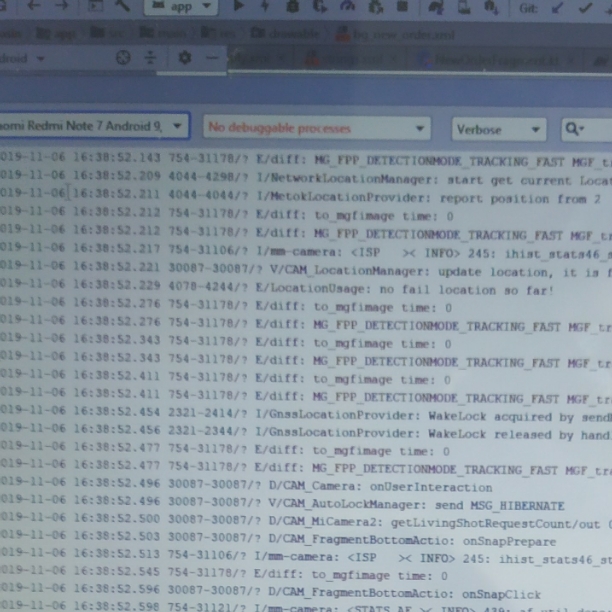 app
Git:
app
main
drawable
bg_new_order.xml
droid
aomi Redmi Note 7 Android 9,
No debuggable processes
Verbose
Q-
019-11-06 16:38:52.143 754-31178/? E/diff: MG_FPP_DETECTIONMODE_TRACKING_FAST MGF_t
019-11-06 16:38:52.209 4044-4298/? I/NetworkLocationManager: start get current Locat
019-11-06 16:38:52.211 4044-4044/? I/MetokLocationProvider: report position from 2
019-11-06 16:38:52.212 754-31178/? E/diff: to_mgfimage time: 0
019-11-06 16:38:52.212 754-31178/? E/diff: MG_FPP_DETECTIONMODE_TRACKING_FAST MGF_t
019-11-06 16:38:52.217 754-31106/? I/mm-camera: <ISP >< INFO> 245: ihist_stats46_s
019-11-06 16:38:52.221 30087-30087/? V/CAM_LocationManager: update location, it is f
019-11-06 16:38:52.229 4078-4244/? E/LocationUsage: no fail location so far!
019-11-06 16:38:52.276 754-31178/? E/diff: to_mgfimage time: 0
019-11-06 16:38:52.276 754-31178/? E/diff: MG_FPP_DETECTIONMODE_TRACKING_FAST MGF_tr
019-11-06 16:38:52.343 754-31178/? E/diff: to_mgfimage time: 0
019-11-06 16:38:52.343 754-31178/? E/diff: MG_FPP_DETECTIONMODE_TRACKING_FAST MGF_tr
019-11-06 16:38:52.411 754-31178/? E/diff: to_mgfimage time: 0
019-11-06 16:38:52.411 754-31178/? E/diff: MG_FPP_DETECTIONMODE_TRACKING_FAST MGF_tr
019-11-06 16:38:52.454 2321-2414/? I/GnssLocationProvider: WakeLock acquired by send
019-11-06 16:38:52.456 2321-2344/? I/GnssLocationProvider: WakeLock released by hand
019-11-06 16:38:52.477 754-31178/? E/diff: to_mgfimage time: 0
019-11-06 16:38:52.477 754-31178/? E/diff: MG_FPP_DETECTIONMODE_TRACKING_FAST MGF_tra
019-11-06 16:38:52.496 30087-30087/? D/CAM_Camera: onUserInteraction
019-11-06 16:38:52.496 30087-30087/? V/CAM_AutoLockManager: send MSG_HIBERNATE
019-11-06 16:38:52.500 30087-30087/? D/CAM_MiCamera2: getLivingShotRequestCount/out 0
019-11-06 16:38:52.503 30087-30087/? D/CAM_FragmentBottomActio: onSnapPrepare
019-11-06 16:38:52.513 754-31106/? I/mm-camera: <ISP >< INFO> 245: ihist_stats46_st
019-11-06 16:38:52.545 754-31178/? E/diff: to_mgfimage time: 0
019-11-06 16:38:52.596 30087-30087/? D/CAM_FragmentBottomActio: onSnapClick
019-11-06 16:38:52.598 754-31121/? I/mm-camera: <STATS_AF >< INFO>